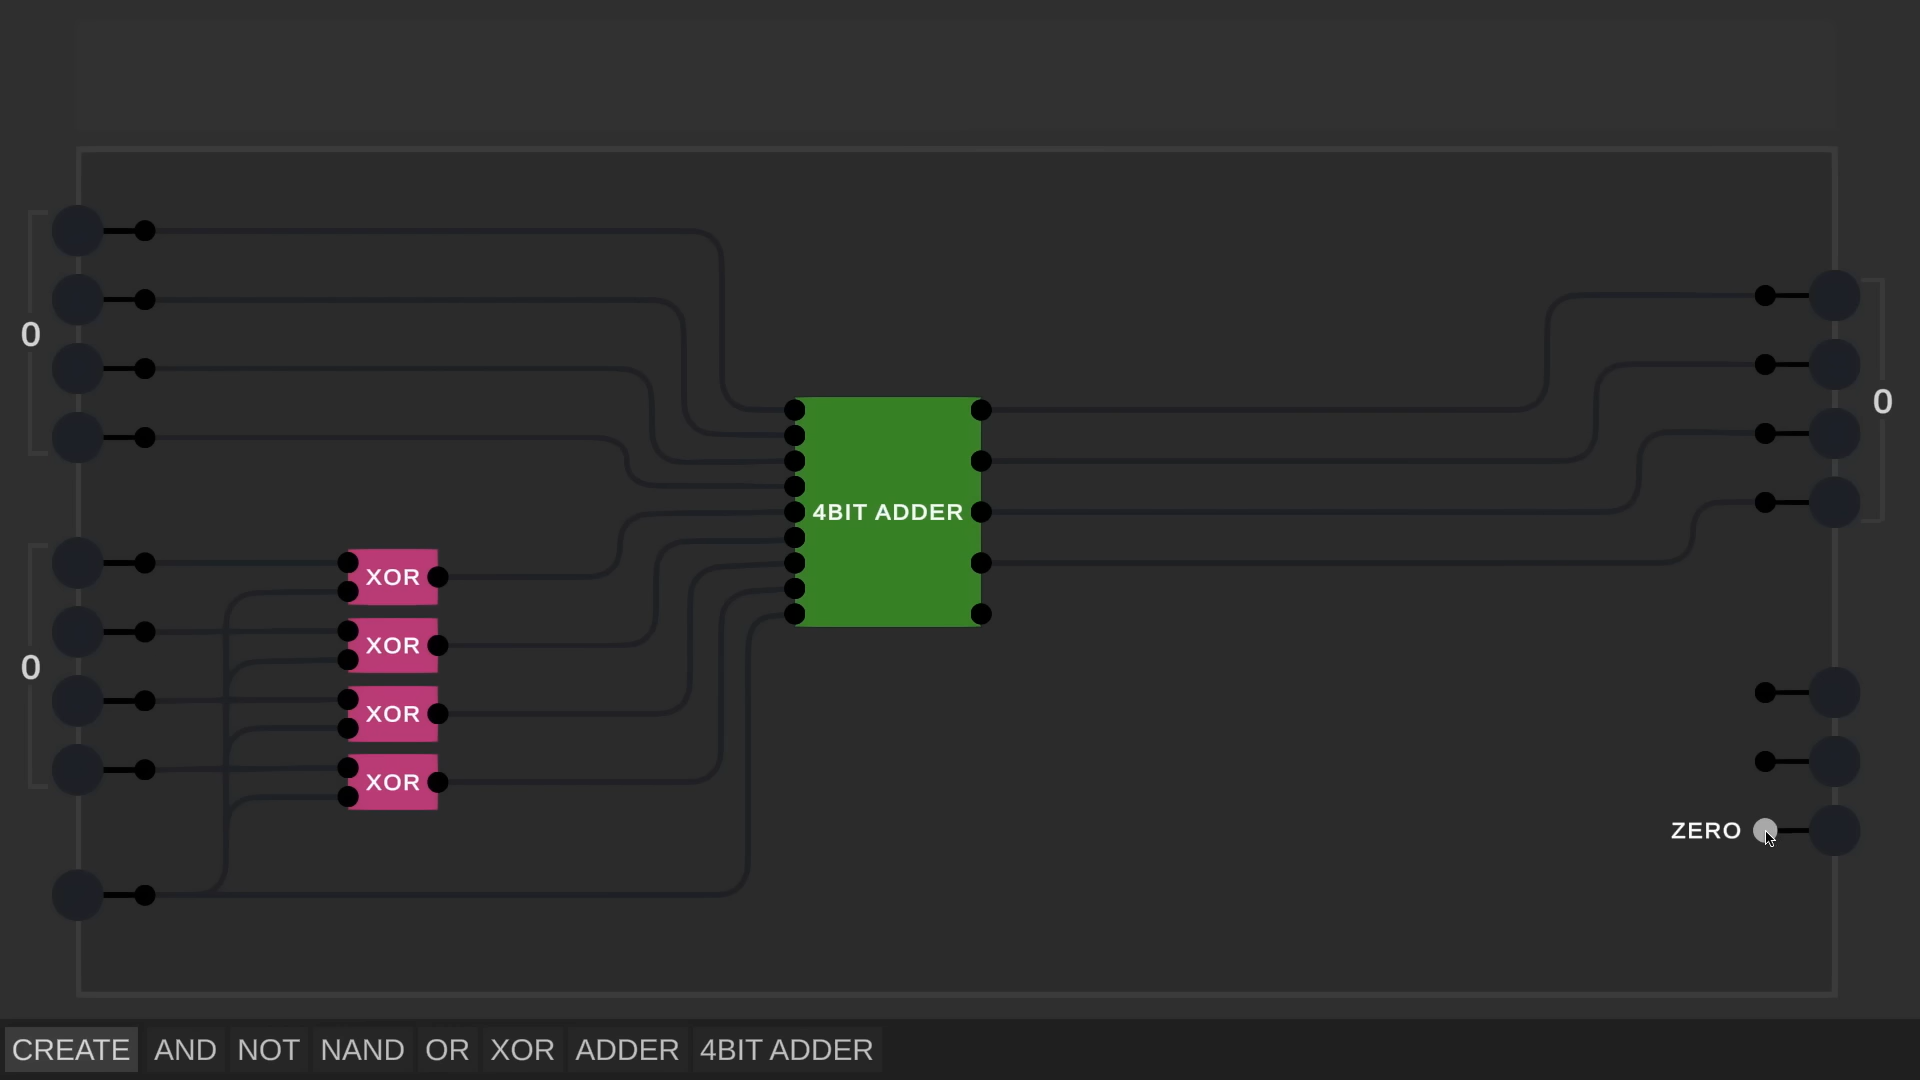 0
0
0
XOR
XOR
XOR
XOR
4BIT ADDER
ZERO
CREATE AND NOT NAND OR XOR ADDER 4BIT ADDER